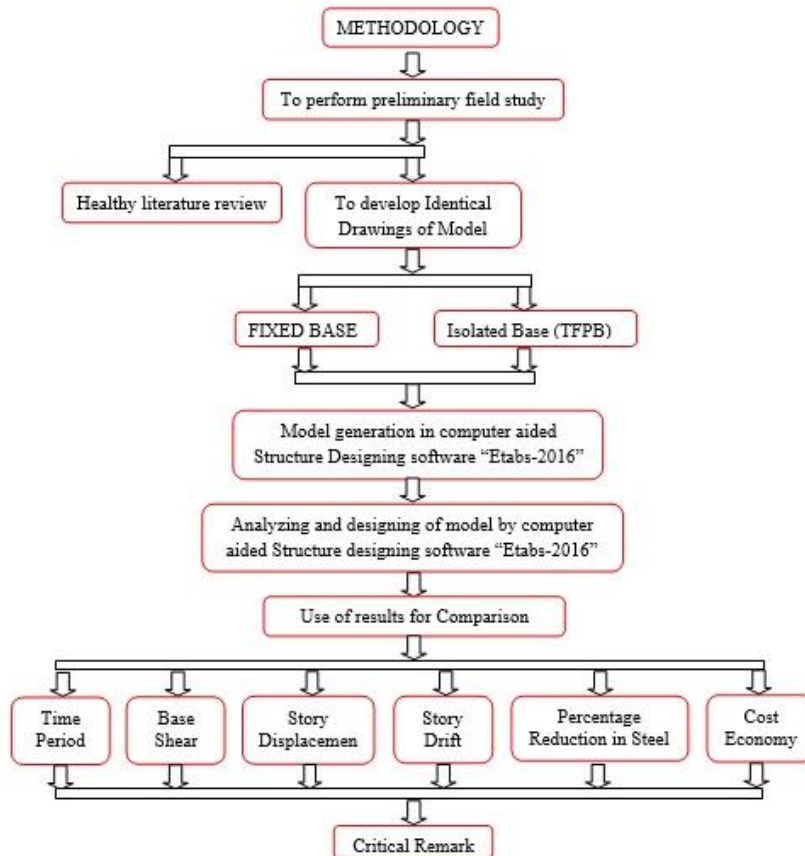 METHODOLOGY
To perform preliminary field study
Healthy literature review
To develop Identical
Drawings of Model
FIXED BASE
Isolated Base (TFPB)
Model generation in computer aided
Structure Designing software “Etabs-2016”
Analyzing and designing of model by computer
aided Structure designing software “Etabs-2016”
Use of results for Comparison
Time
Period
Base
Shear
Story
Displacemen
Story
Drift
Percentage
Reduction in Steel
Cost
Economy
Critical Remark